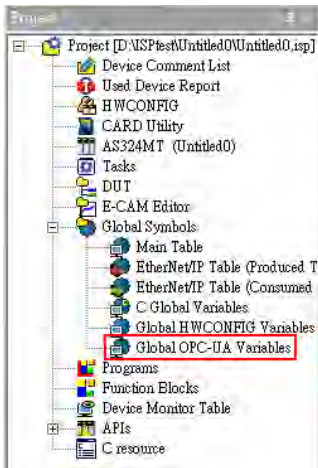 Project
Project [D:\ISPtest\Untitled0\Untitled0.isp]
Device Comment List
Used Device Report
HWCONFIG
CARD Utility
AS324MT (Untitled0)
Tasks
DUT
E-CAM Editor
Global Symbols
Main Table
EtherNet/IP Table (Produced T
EtherNet/IP Table (Consumed
C Global Variables
Global HWCONFIG Variables
Global OPC-UA Variables
Programs
Function Blocks
Device Monitor Table
APIs
C resource